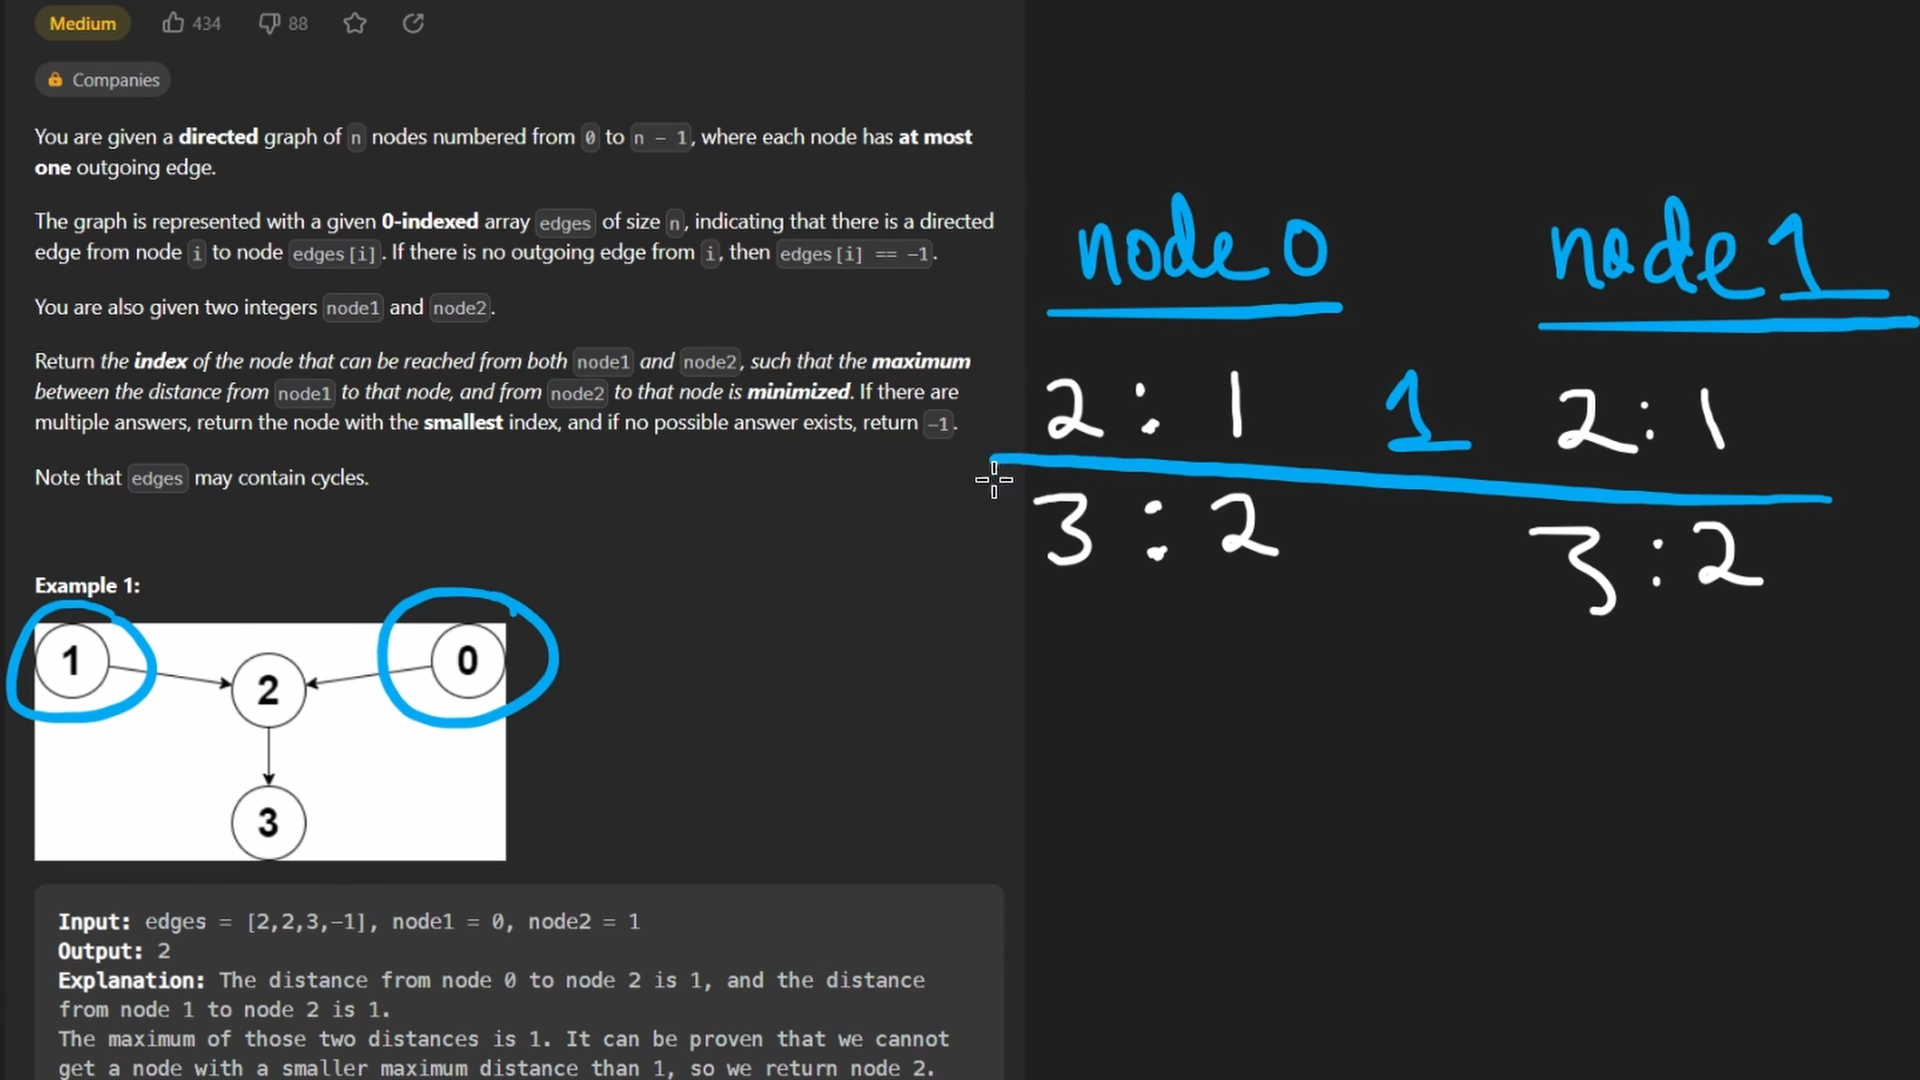 Medium 434 88
Companies
You are given a directed graph of n nodes numbered from 0 to n - 1, where each node has at most
one outgoing edge.
The graph is represented with a given 0-indexed array edges of size n, indicating that there is a directed
edge from node i to node edges[i]. If there is no outgoing edge from i, then edges[i] == -1.
You are also given two integers node1 and node2.
Return the index of the node that can be reached from both node1 and node2, such that the maximum
between the distance from node1 to that node, and from node2 to that node is minimized. If there are
multiple answers, return the node with the smallest index, and if no possible answer exists, return -1.
Note that edges may contain cycles.
Example 1:
1 0
2
3
Input: edges = [2,2,3,-1], node1 = 0, node2 = 1
Output: 2
Explanation: The distance from node 0 to node 2 is 1, and the distance
from node 1 to node 2 is 1.
The maximum of those two distances is 1. It can be proven that we cannot
get a node with a smaller maximum distance than 1, so we return node 2.
node 0 node 1
2 : 1 1 2 : 1
3 : 2 3 : 2